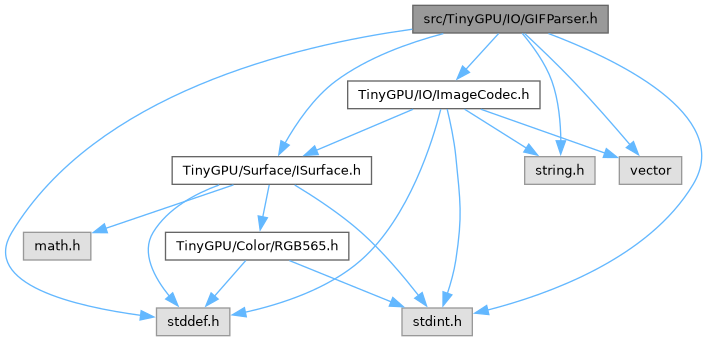 src/TinyGPU/IO/GIFParser.h
TinyGPU/IO/ImageCodec.h
TinyGPU/Surface/ISurface.h
string.h
vector
math.h
TinyGPU/Color/RGB565.h
stddef.h
stdint.h